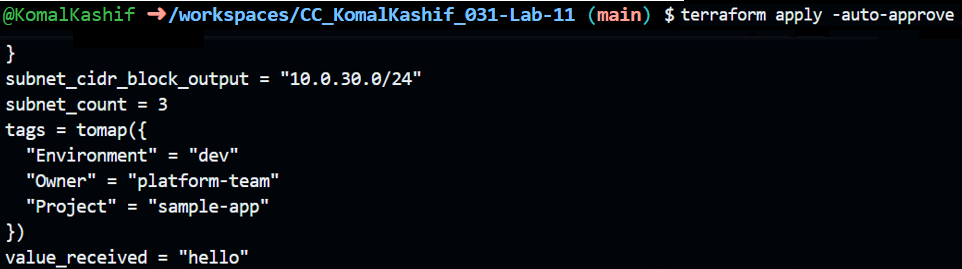 @KomalKashif ➜/workspaces/CC_KomalKashif_031-Lab-11 (main) $ terraform apply -auto-approve
}
subnet_cidr_block_output = "10.0.30.0/24"
subnet_count = 3
tags = tomap({
  "Environment" = "dev"
  "Owner" = "platform-team"
  "Project" = "sample-app"
})
value_received = "hello"